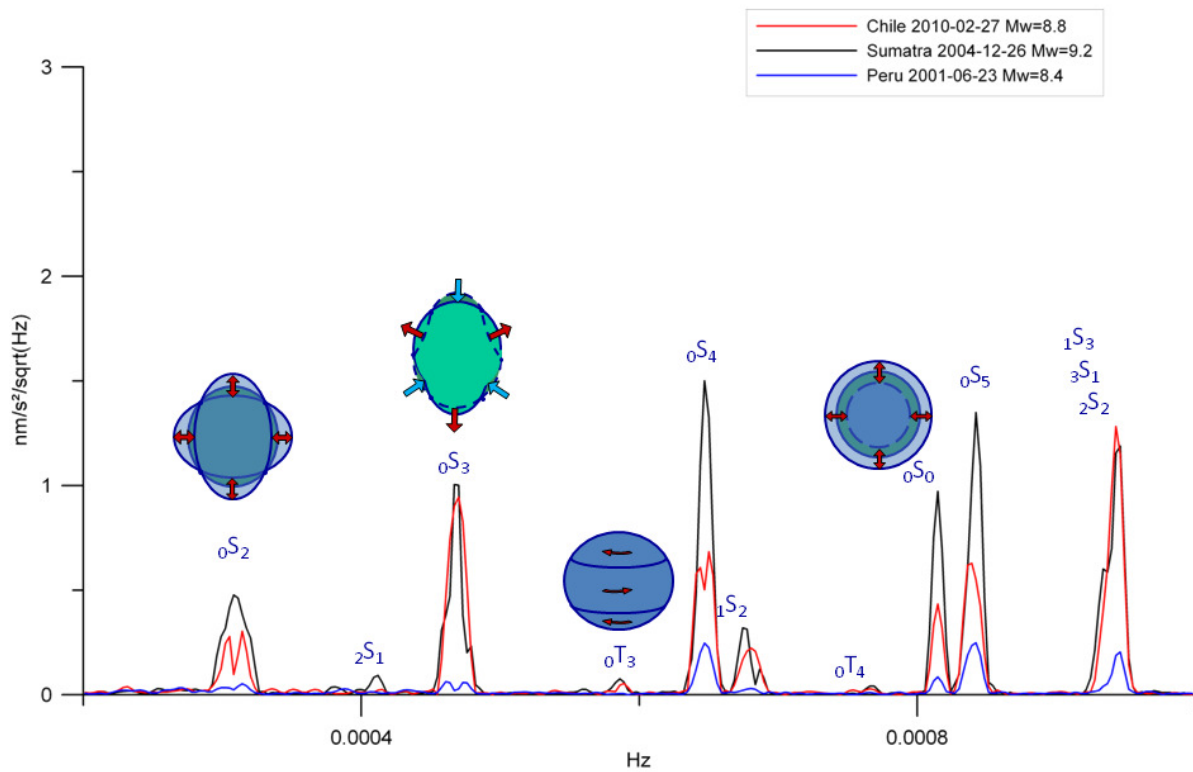 Chile 2010-02-27 Mw=8.8
Sumatra 2004-12-26 Mw=9.2
Peru 2001-06-23 Mw=8.4
3
2
1
0
nm/s²/sqrt(Hz)
₁S₃
₃S₁
₂S₂
₀S₄
₀S₅
₀S₃
₀S₀
₀S₂
₁S₂
₂S₁
₀T₃
₀T₄
0.0004
0.0008
Hz